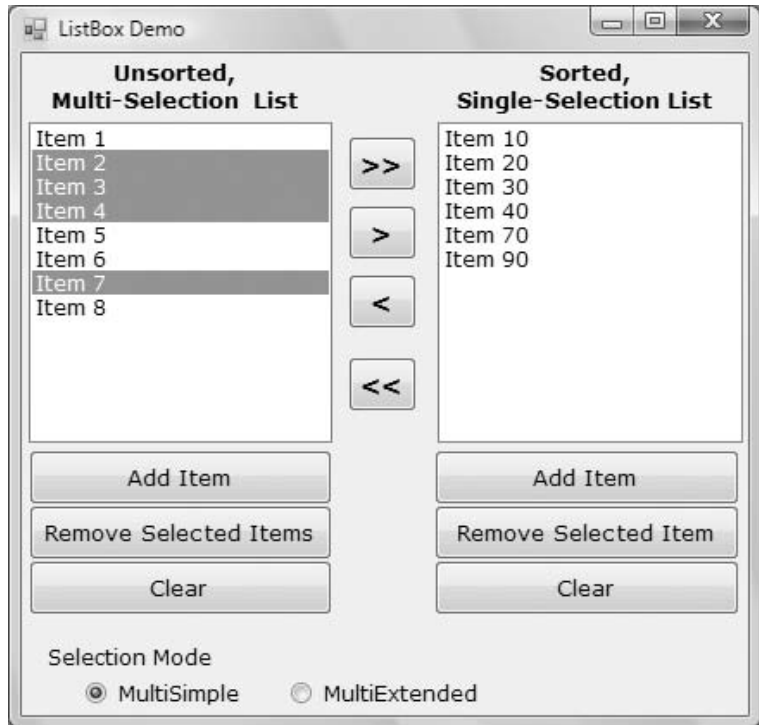 ListBox Demo
Unsorted,
Multi-Selection List
Item 1
Item 2
Item 3
Item 4
Item 5
Item 6
Item 7
Item 8
>>
>
<
<<
Sorted,
Single-Selection List
Item 10
Item 20
Item 30
Item 40
Item 70
Item 90
Add Item
Remove Selected Items
Clear
Add Item
Remove Selected Item
Clear
Selection Mode
MultiSimple
MultiExtended